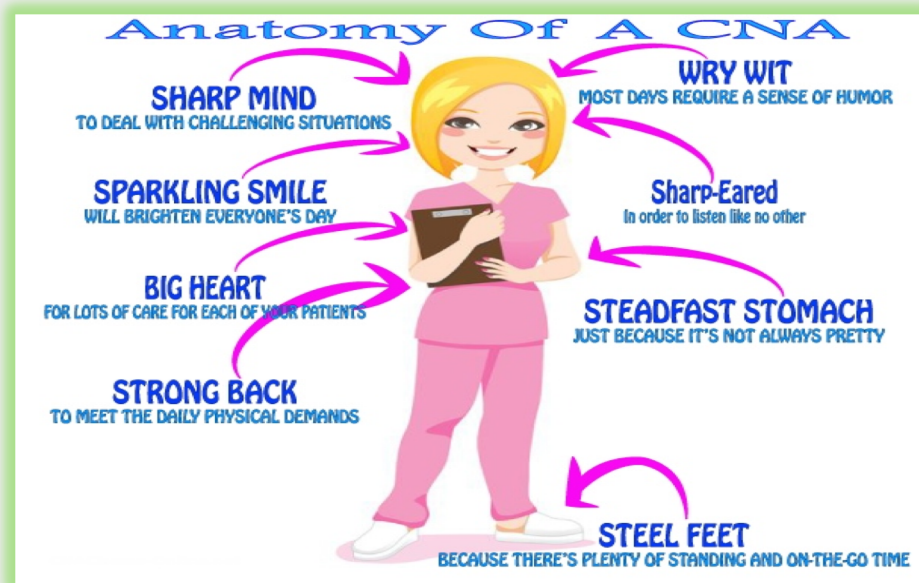 Anatomy Of A CNA
SHARP MIND
TO DEAL WITH CHALLENGING SITUATIONS
WRY WIT
MOST DAYS REQUIRE A SENSE OF HUMOR
SPARKLING SMILE
WILL BRIGHTEN EVERYONE'S DAY
Sharp-Eared
In order to listen like no other
BIG HEART
FOR LOTS OF CARE FOR EACH OF YOUR PATIENTS
STEADFAST STOMACH
JUST BECAUSE IT'S NOT ALWAYS PRETTY
STRONG BACK
TO MEET THE DAILY PHYSICAL DEMANDS
STEEL FEET
BECAUSE THERE'S PLENTY OF STANDING AND ON-THE-GO TIME